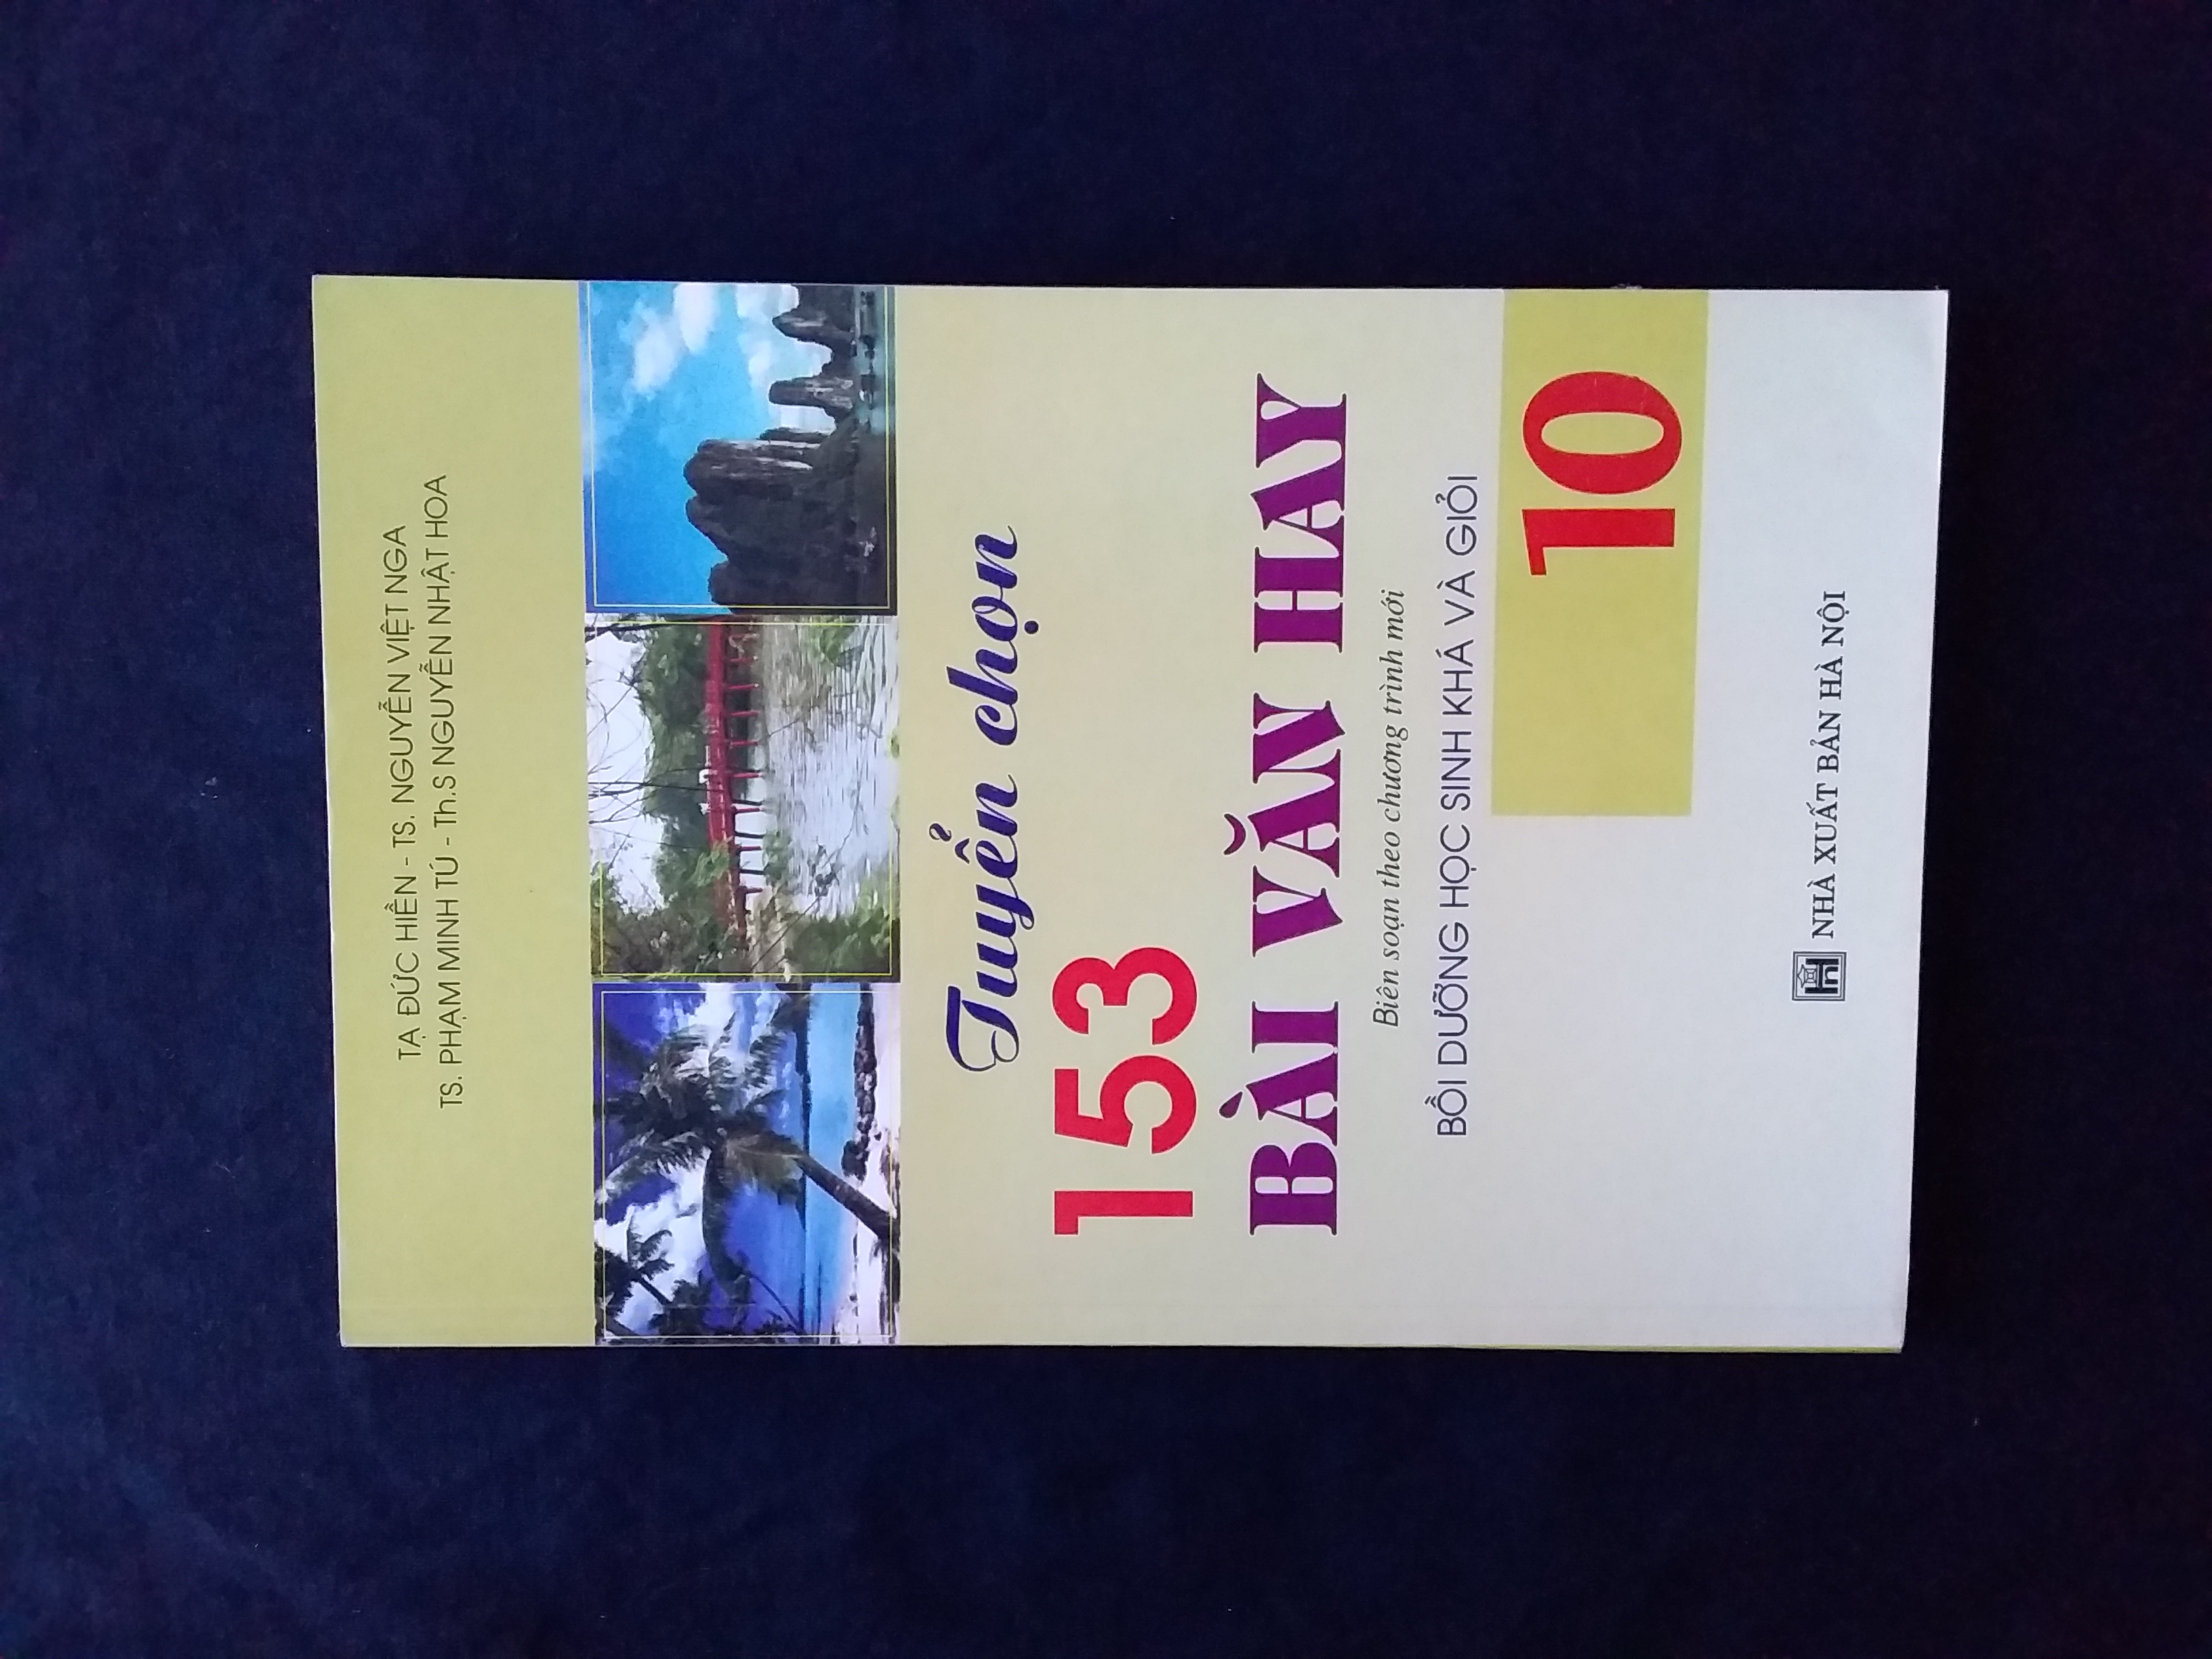 TẠ ĐỨC HIỀN - TS. NGUYỄN VIỆT NGA
TS. PHẠM MINH TÚ - Th.S NGUYỄN NHẬT HOA
Tuyển chọn
153
BÀI VĂN HAY
Biên soạn theo chương trình mới
BỒI DƯỠNG HỌC SINH KHÁ VÀ GIỎI
10
NHÀ XUẤT BẢN HÀ NỘI